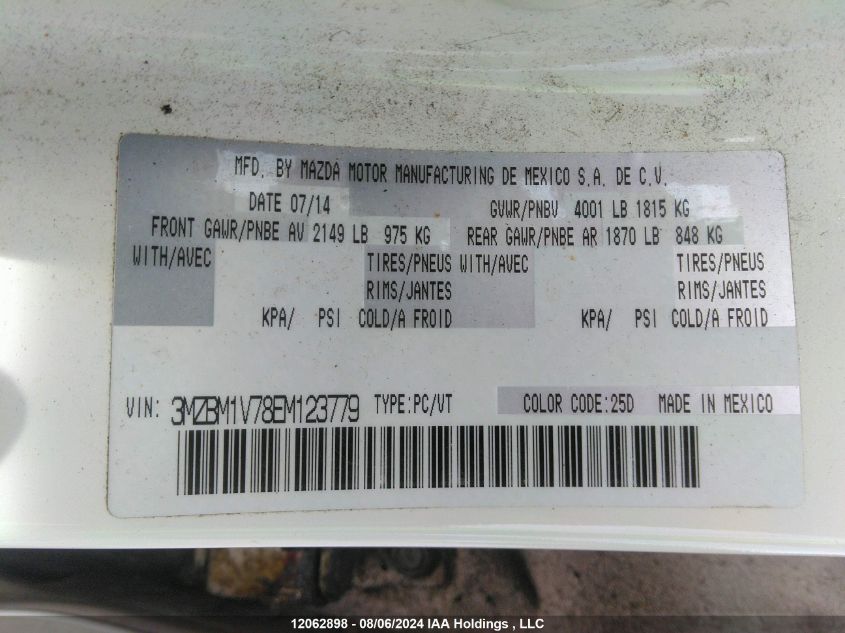 MFD. BY MAZDA MOTOR MANUFACTURING DE MEXICO S.A. DE C.V.
DATE 07/14 GVWR/PNBV 4001 LB 1815 KG
FRONT GAWR/PNBE AV 2149 LB 975 KG REAR GAWR/PNBE AR 1870 LB 848 KG
WITH/AVEC TIRES/PNEUS WITH/AVEC TIRES/PNEUS
RIMS/JANTES RIMS/JANTES
KPA/ PSI COLD/A FROID KPA/ PSI COLD/A FROID
VIN: 3MZBM1V78EM123779 TYPE:PC/VT COLOR CODE:25D MADE IN MEXICO
12062898 - 08/06/2024 IAA Holdings , LLC